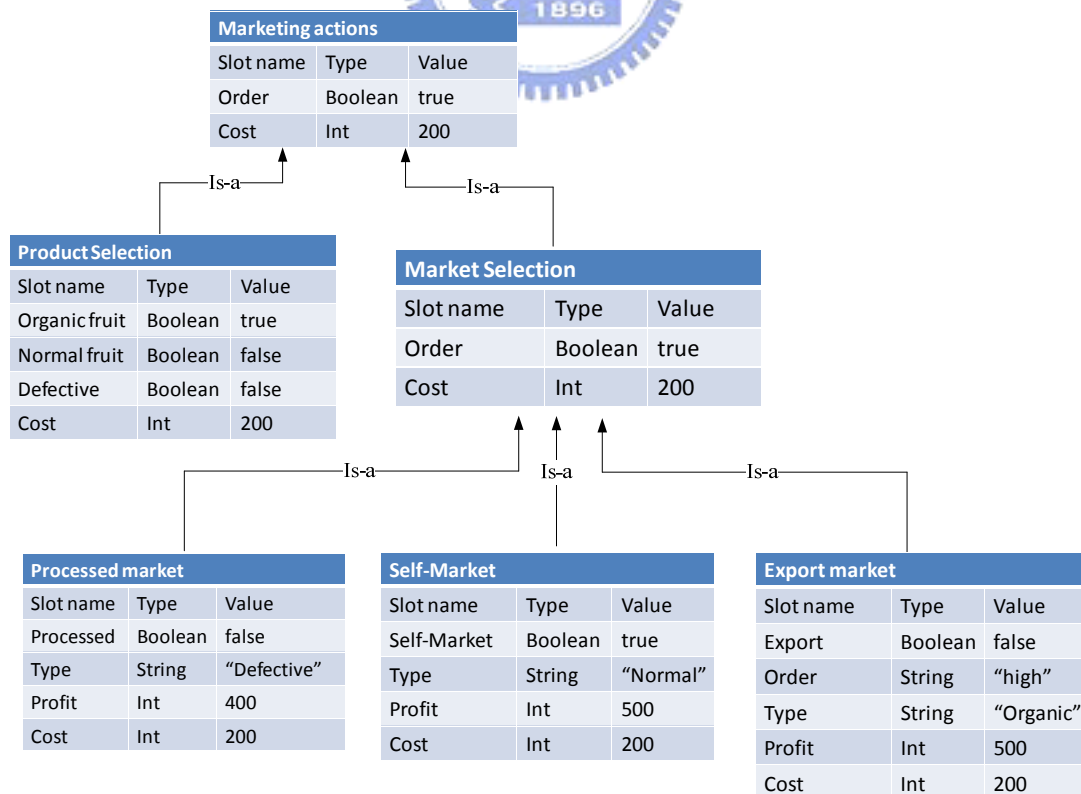 1896
Marketing actions
Slot name Type Value
Order Boolean true
Cost Int 200
Is-a
Is-a
Product Selection
Slot name Type Value
Organic fruit Boolean true
Normal fruit Boolean false
Defective Boolean false
Cost Int 200
Market Selection
Slot name Type Value
Order Boolean true
Cost Int 200
Is-a
Is-a
Is-a
Processed market
Slot name Type Value
Processed Boolean false
Type String “Defective”
Profit Int 400
Cost Int 200
Self-Market
Slot name Type Value
Self-Market Boolean true
Type String “Normal”
Profit Int 500
Cost Int 200
Export market
Slot name Type Value
Export Boolean false
Order String “high”
Type String “Organic”
Profit Int 500
Cost Int 200